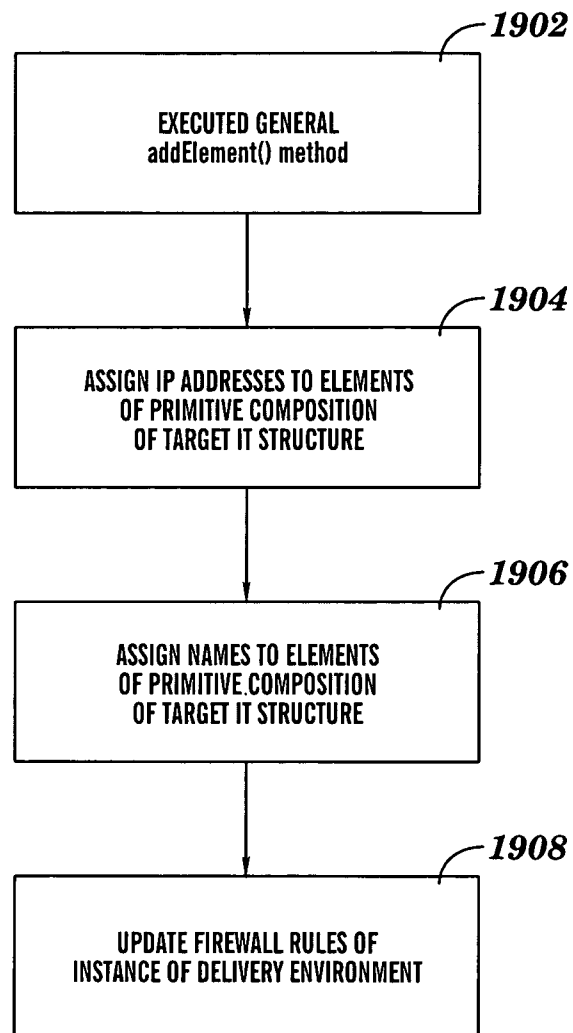 1902
EXECUTED GENERAL
addElement() method
1904
ASSIGN IP ADDRESSES TO ELEMENTS
OF PRIMITIVE COMPOSITION
OF TARGET IT STRUCTURE
1906
ASSIGN NAMES TO ELEMENTS
OF PRIMITIVE.COMPOSITION
OF TARGET IT STRUCTURE
1908
UPDATE FIREWALL RULES OF
INSTANCE OF DELIVERY ENVIRONMENT